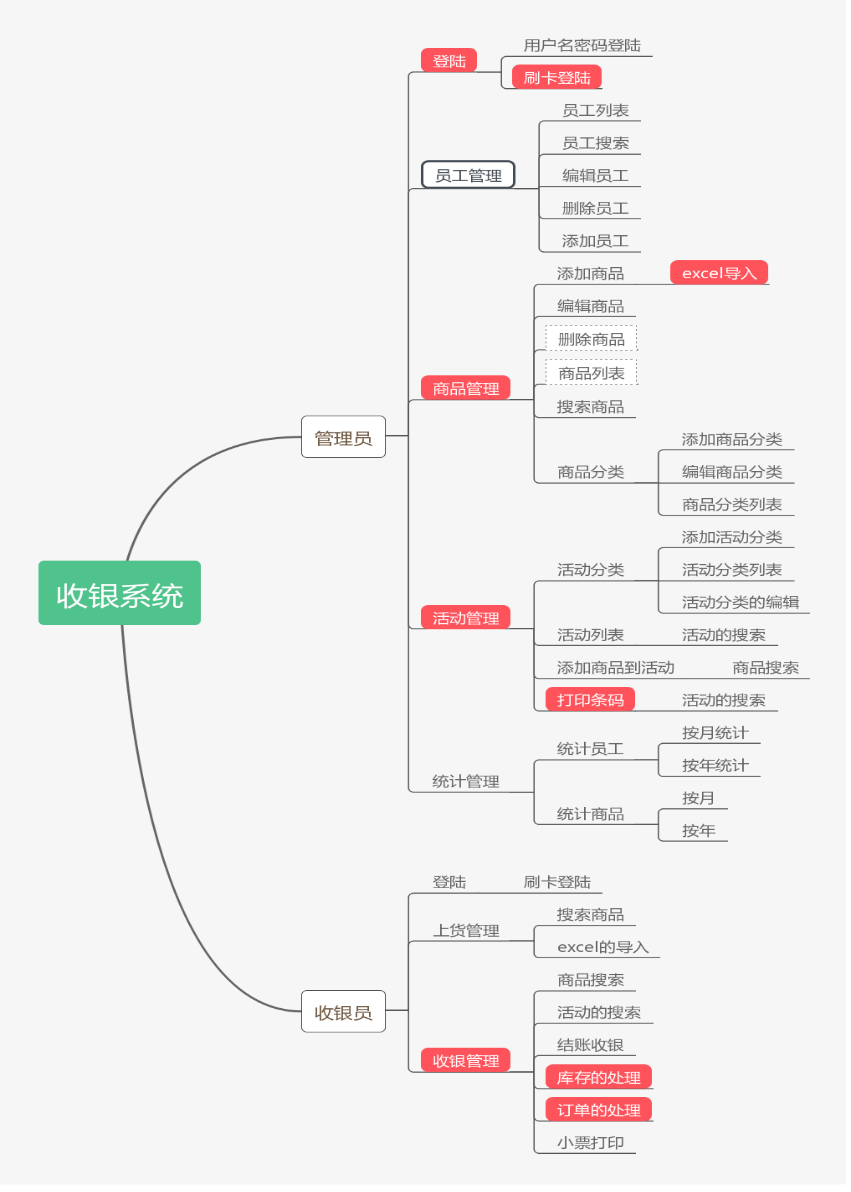 收银系统
管理员
登陆
用户名密码登陆
刷卡登陆
员工管理
员工列表
员工搜索
编辑员工
删除员工
添加员工
商品管理
添加商品
excel导入
编辑商品
删除商品
商品列表
搜索商品
商品分类
添加商品分类
编辑商品分类
商品分类列表
活动管理
活动分类
添加活动分类
活动分类列表
活动分类的编辑
活动列表
活动的搜索
添加商品到活动
商品搜索
打印条码
活动的搜索
统计管理
统计员工
按月统计
按年统计
统计商品
按月
按年
收银员
登陆
刷卡登陆
上货管理
搜索商品
excel的导入
收银管理
商品搜索
活动的搜索
结账收银
库存的处理
订单的处理
小票打印